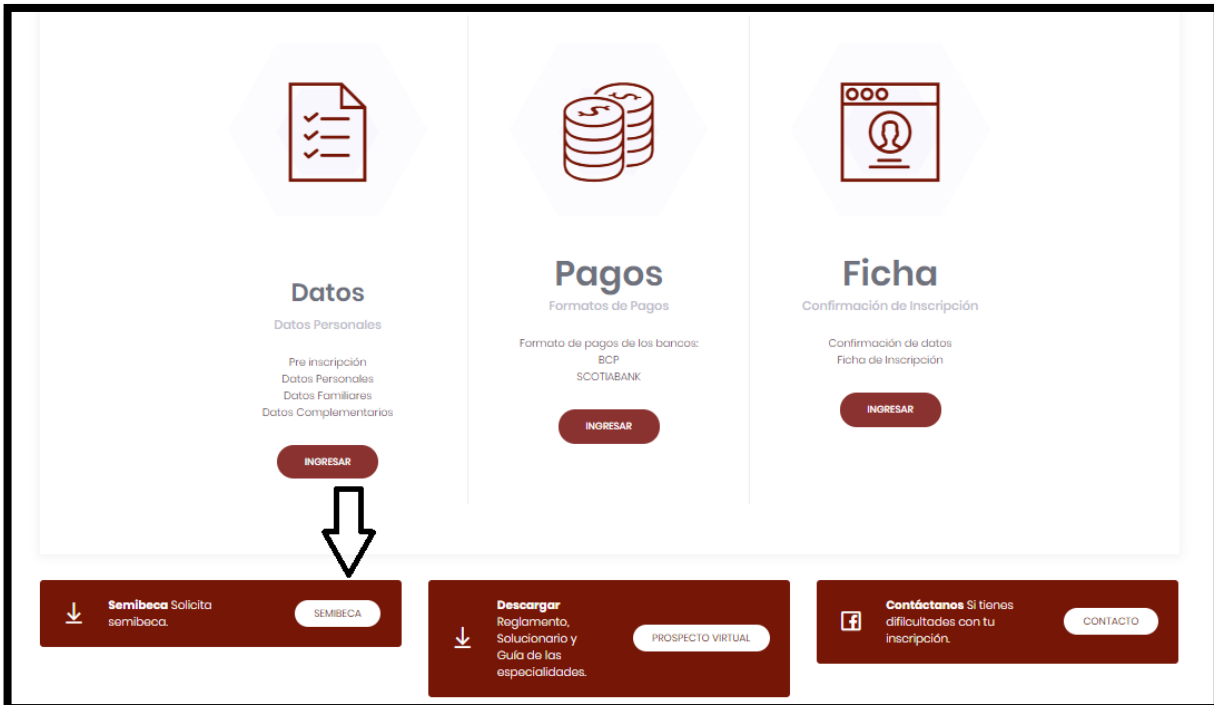 Datos
Datos Personales
Pre inscripción
Datos Personales
Datos Familiares
Datos Complementarios
INGRESAR
Pagos
Formatos de Pagos
Formato de pagos de los bancos:
BCP
SCOTIABANK
INGRESAR
Ficha
Confirmación de Inscripción
Confirmación de datos
Ficha de Inscripción
INGRESAR
Semibeca Solicita
semibeca.
SEMIBECA
Descargar
Reglamento,
Solucionario y
Guía de las
especialidades.
PROSPECTO VIRTUAL
Contáctanos Si tienes
difilcultades con tu
inscripción.
CONTACTO